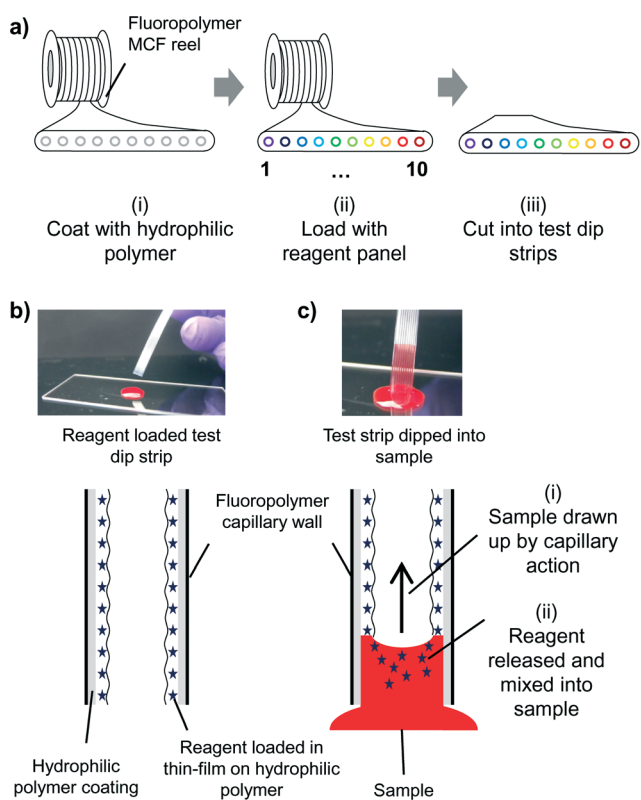 a)
Fluoropolymer
MCF reel
1
...
10
(i)
Coat with hydrophilic
polymer
(ii)
Load with
reagent panel
(iii)
Cut into test dip
strips
b)
Reagent loaded test
dip strip
c)
Test strip dipped into
sample
Fluoropolymer
capillary wall
Hydrophilic
polymer coating
Reagent loaded in
thin-film on hydrophilic
polymer
(i)
Sample drawn
up by capillary
action
(ii)
Reagent
released and
mixed into
sample
Sample